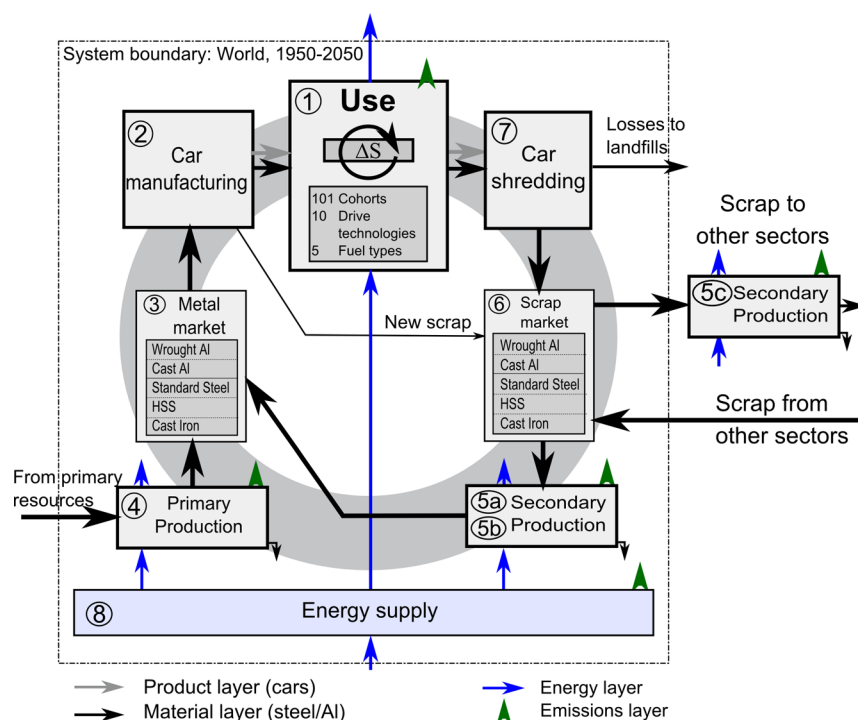 System boundary: World, 1950-2050
① Use
ΔS
101 Cohorts
10 Drive
technologies
5 Fuel types
② Car
manufacturing
⑦ Car
shredding
Losses to
landfills
Scrap to
other sectors
5c Secondary
Production
③ Metal
market
Wrought Al
Cast Al
Standard Steel
HSS
Cast Iron
New scrap
⑥ Scrap
market
Wrought Al
Cast Al
Standard Steel
HSS
Cast Iron
Scrap from
other sectors
From primary
resources
④ Primary
Production
5a Secondary
5b Production
⑧ Energy supply
Product layer (cars)
Material layer (steel/Al)
Energy layer
Emissions layer